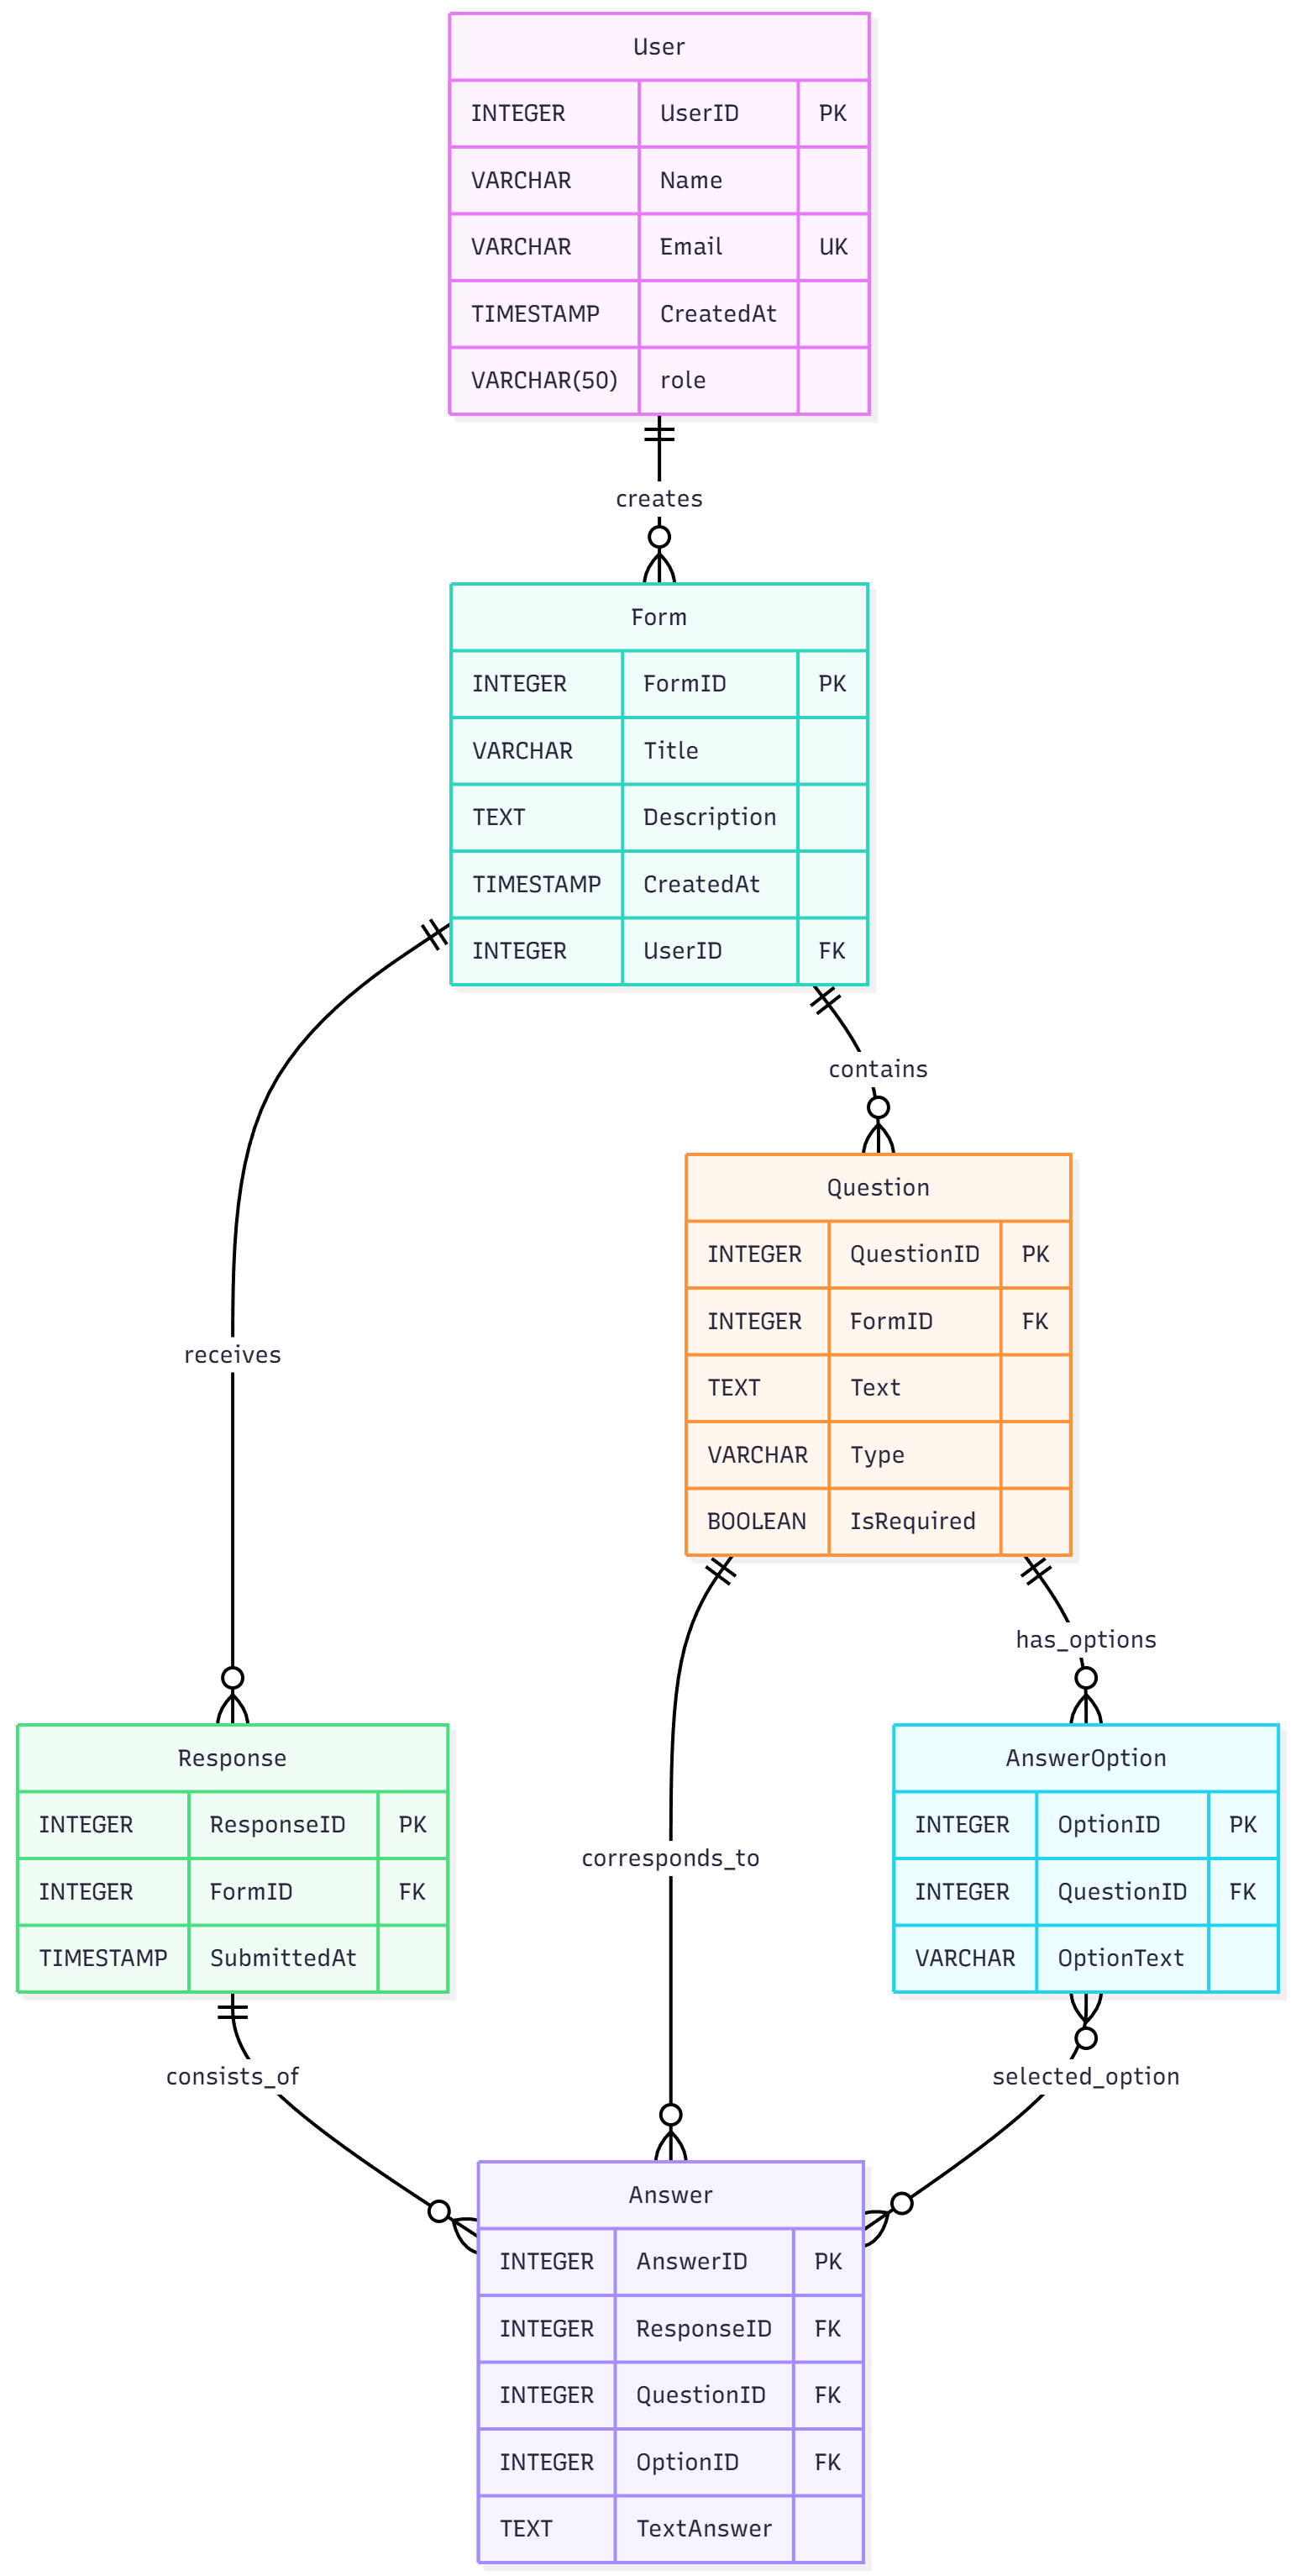 User
INTEGER UserID PK
VARCHAR Name
VARCHAR Email UK
TIMESTAMP CreatedAt
VARCHAR(50) role
creates
Form
INTEGER FormID PK
VARCHAR Title
TEXT Description
TIMESTAMP CreatedAt
INTEGER UserID FK
contains
Question
INTEGER QuestionID PK
INTEGER FormID FK
TEXT Text
VARCHAR Type
BOOLEAN IsRequired
receives
has_options
Response
INTEGER ResponseID PK
INTEGER FormID FK
TIMESTAMP SubmittedAt
corresponds_to
AnswerOption
INTEGER OptionID PK
INTEGER QuestionID FK
VARCHAR OptionText
consists_of
selected_option
Answer
INTEGER AnswerID PK
INTEGER ResponseID FK
INTEGER QuestionID FK
INTEGER OptionID FK
TEXT TextAnswer